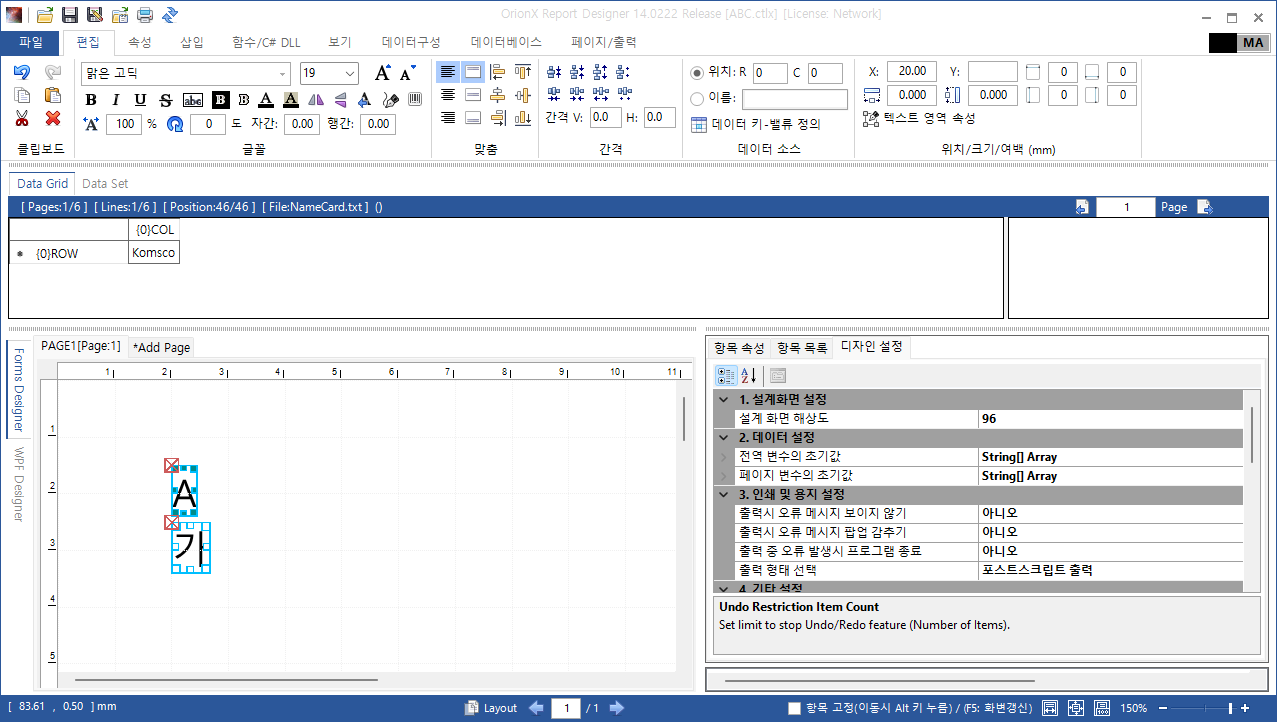 OrionX Report Designer 14.0222 Release [ABC.ctlx] [License: Network]
파일 편집 속성 삽입 함수/C# DLL 보기 데이터구성 데이터베이스 페이지/출력 MA
맑은 고딕 19 위치: R 0 C 0 X: 20.00 Y: 0 0
B I U S abc B B A A 이름: 0.000 0.000 0 0
100 % 0 도 자간: 0.00 행간: 0.00 간격 V: 0.0 H: 0.0 데이터 키-밸류 정의 텍스트 영역 속성
클립보드 글꼴 맞춤 간격 데이터 소스 위치/크기/여백 (mm)
Data Grid Data Set
[ Pages:1/6 ] [ Lines:1/6 ] [ Position:46/46 ] [ File:NameCard.txt ] () 1 Page
{0}COL
{0}ROW Komsco
Forms Designer
WPF Designer
PAGE1[Page:1] *Add Page
1 2 3 4 5 6 7 8 9 10 11
1
2
3
4
5
A
가
항목 속성 항목 목록 디자인 설정
1. 설계화면 설정
설계 화면 해상도 96
2. 데이터 설정
전역 변수의 초기값 String[] Array
페이지 변수의 초기값 String[] Array
3. 인쇄 및 용지 설정
출력시 오류 메시지 보이지 않기 아니오
출력시 오류 메시지 팝업 감추기 아니오
출력 중 오류 발생시 프로그램 종료 아니오
출력 형태 선택 포스트스크립트 출력
4. 기타 설정
Undo Restriction Item Count
Set limit to stop Undo/Redo feature (Number of Items).
[ 83.61 , 0.50 ] mm Layout 1 / 1 항목 고정(이동시 Alt 키 누름) / (F5: 화변갱신) 150%